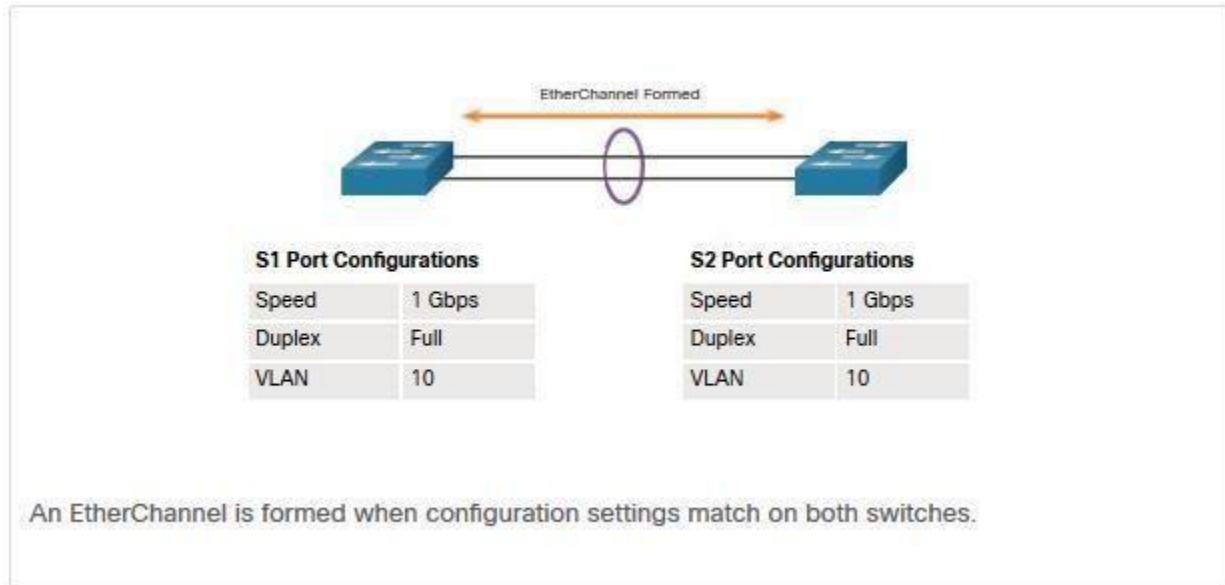 EtherChannel Formed
S1 Port Configurations
Speed 1 Gbps
Duplex Full
VLAN 10
S2 Port Configurations
Speed 1 Gbps
Duplex Full
VLAN 10
An EtherChannel is formed when configuration settings match on both switches.